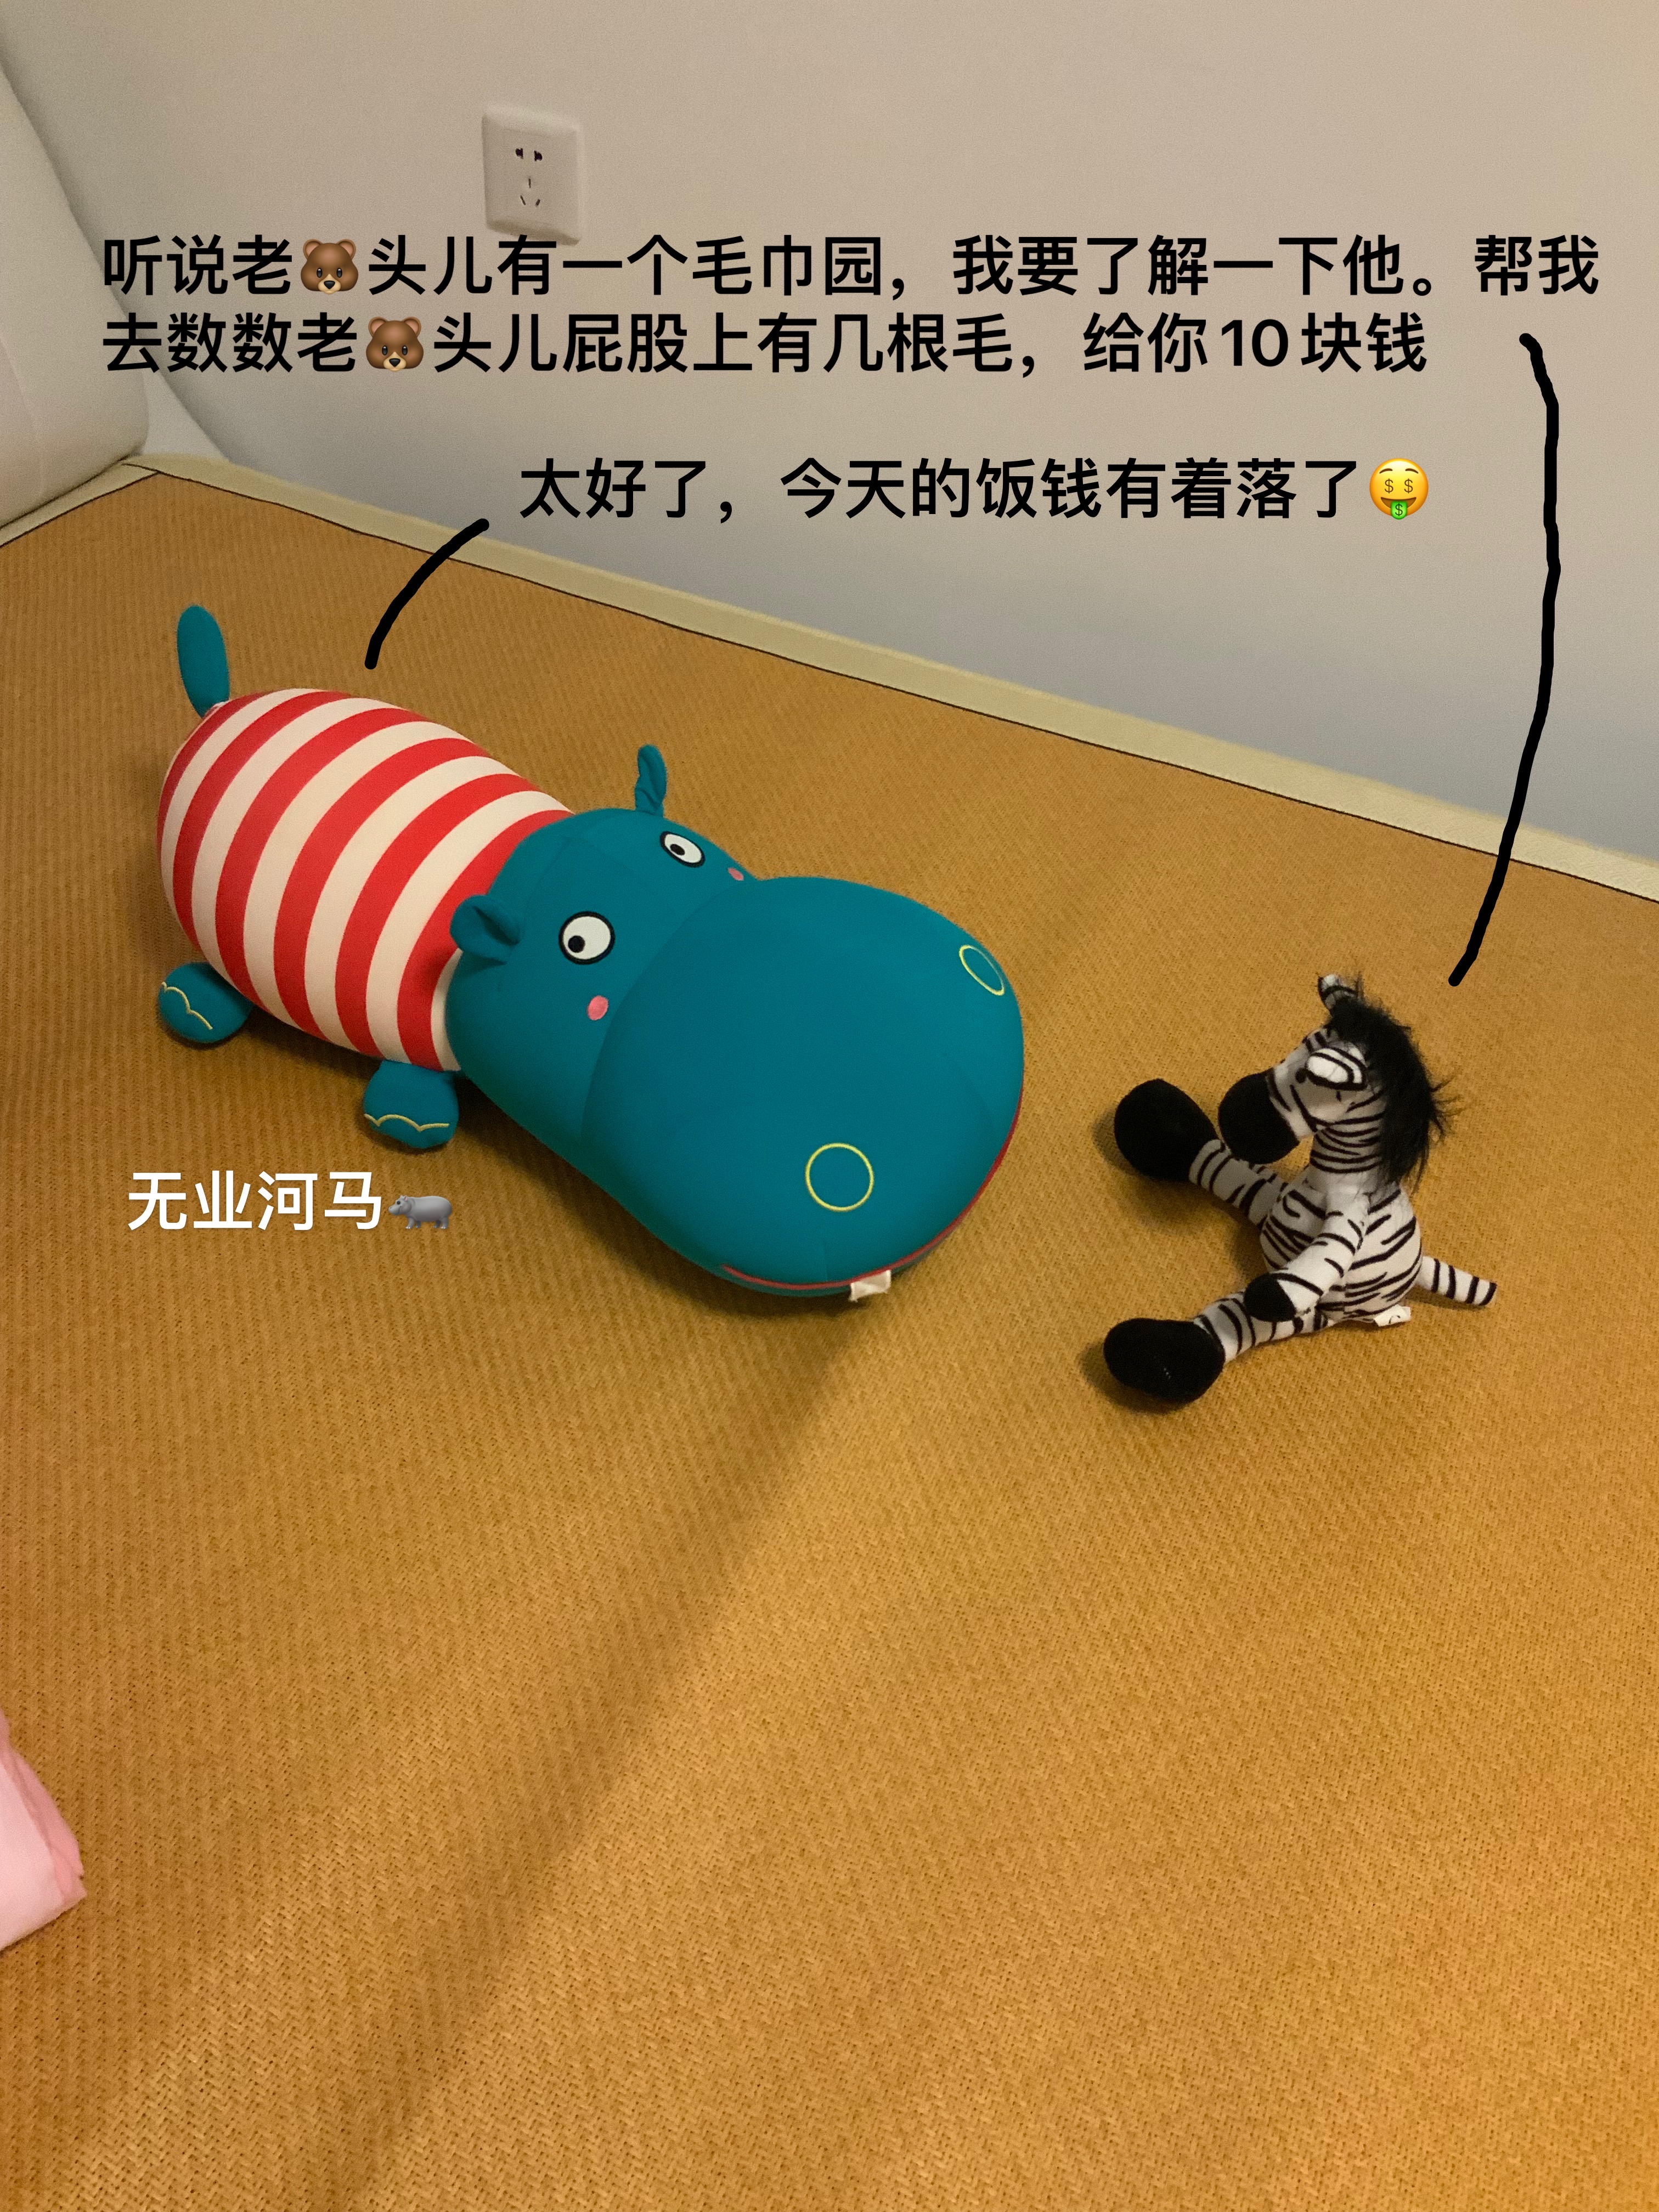 听说老🐻头儿有一个毛巾园，我要了解一下他。帮我
去数数老🐻头儿屁股上有几根毛，给你10块钱
太好了，今天的饭钱有着落了🤑
无业河马🦛